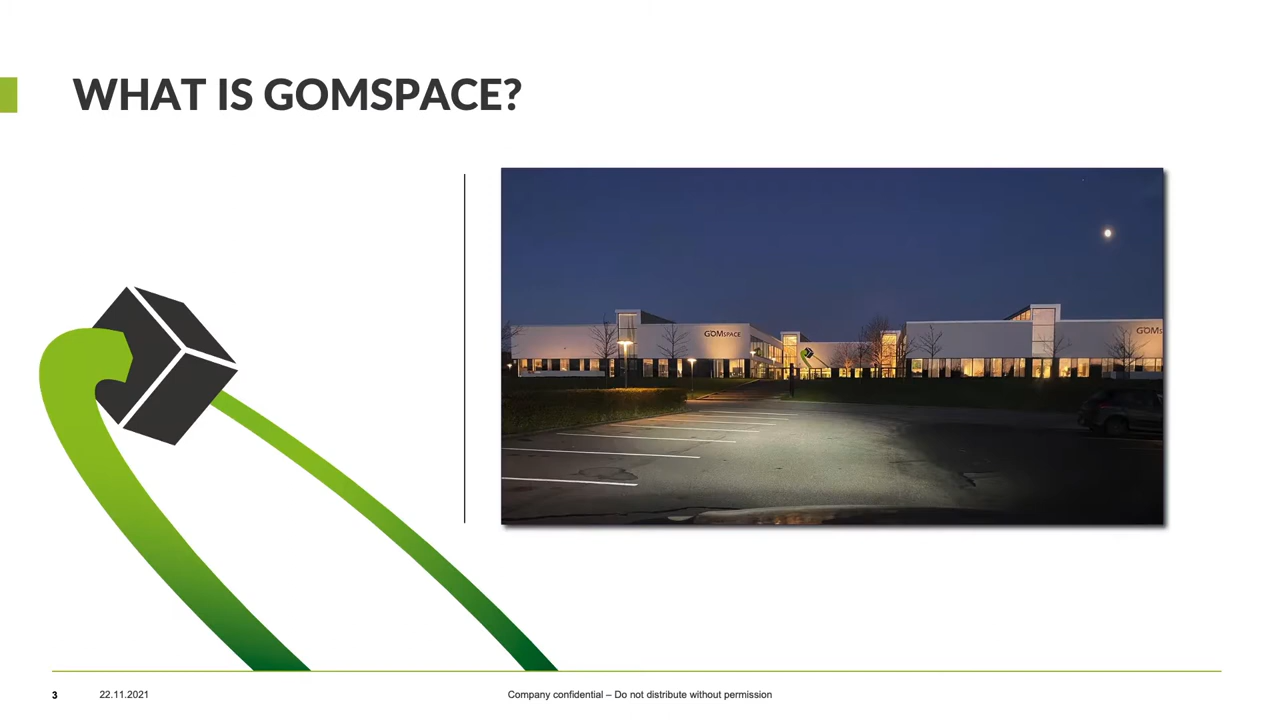 WHAT IS GOMSPACE?
GOMSPACE
GOMS
3
22.11.2021
Company confidential – Do not distribute without permission